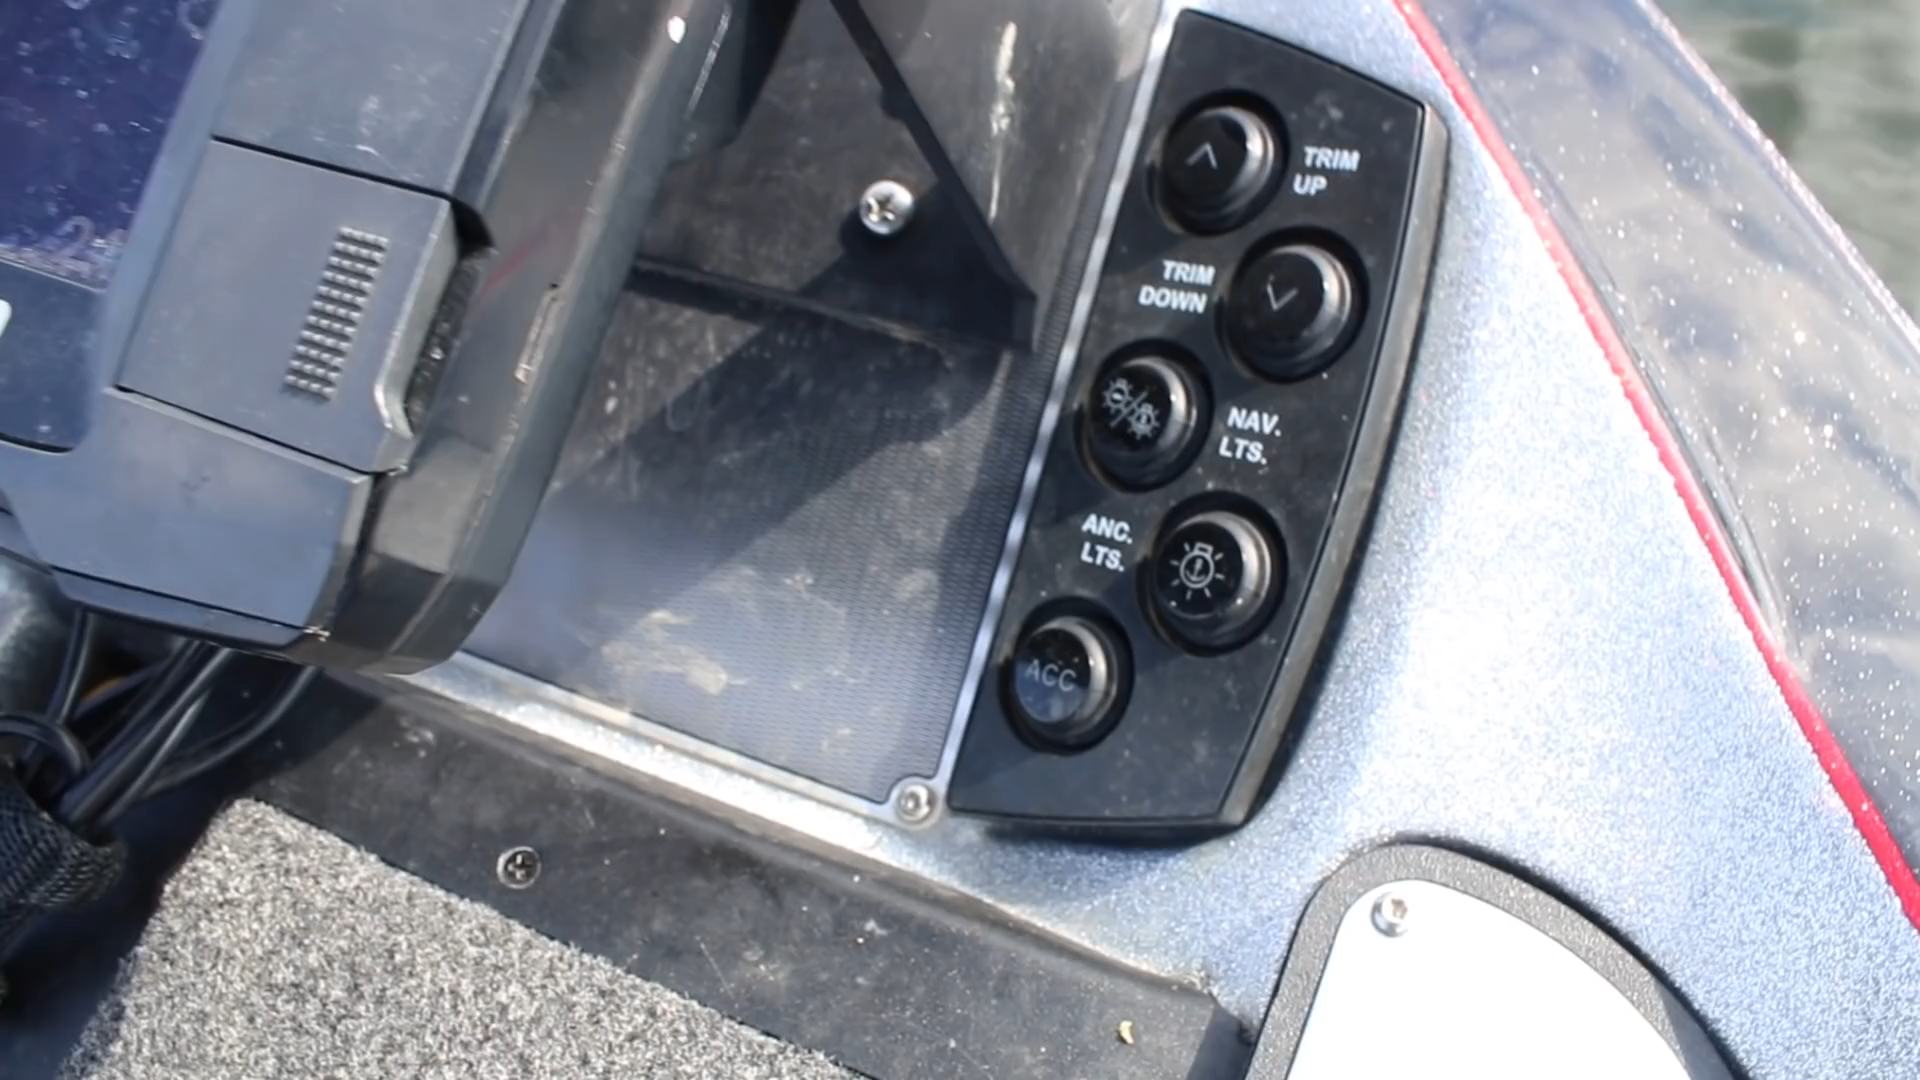 TRIM
UP
TRIM
DOWN
NAV.
LTS.
ANC.
LTS.
ACC